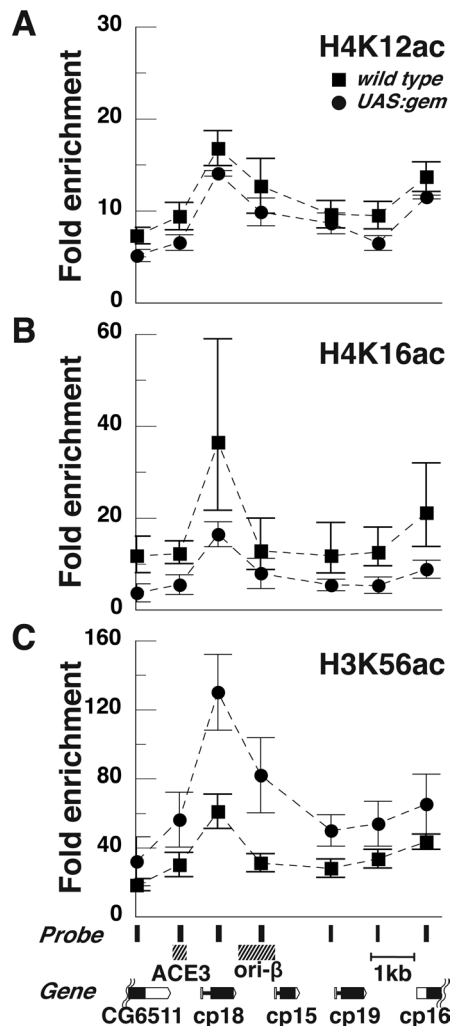 A
H4K12ac
wild type
UAS:gem
Fold enrichment
30
20
10
0
B
H4K16ac
Fold enrichment
60
40
20
0
C
H3K56ac
Fold enrichment
160
120
80
40
0
Probe
ACE3 ori-β 1kb
Gene
CG6511 cp18 cp15 cp19 cp16